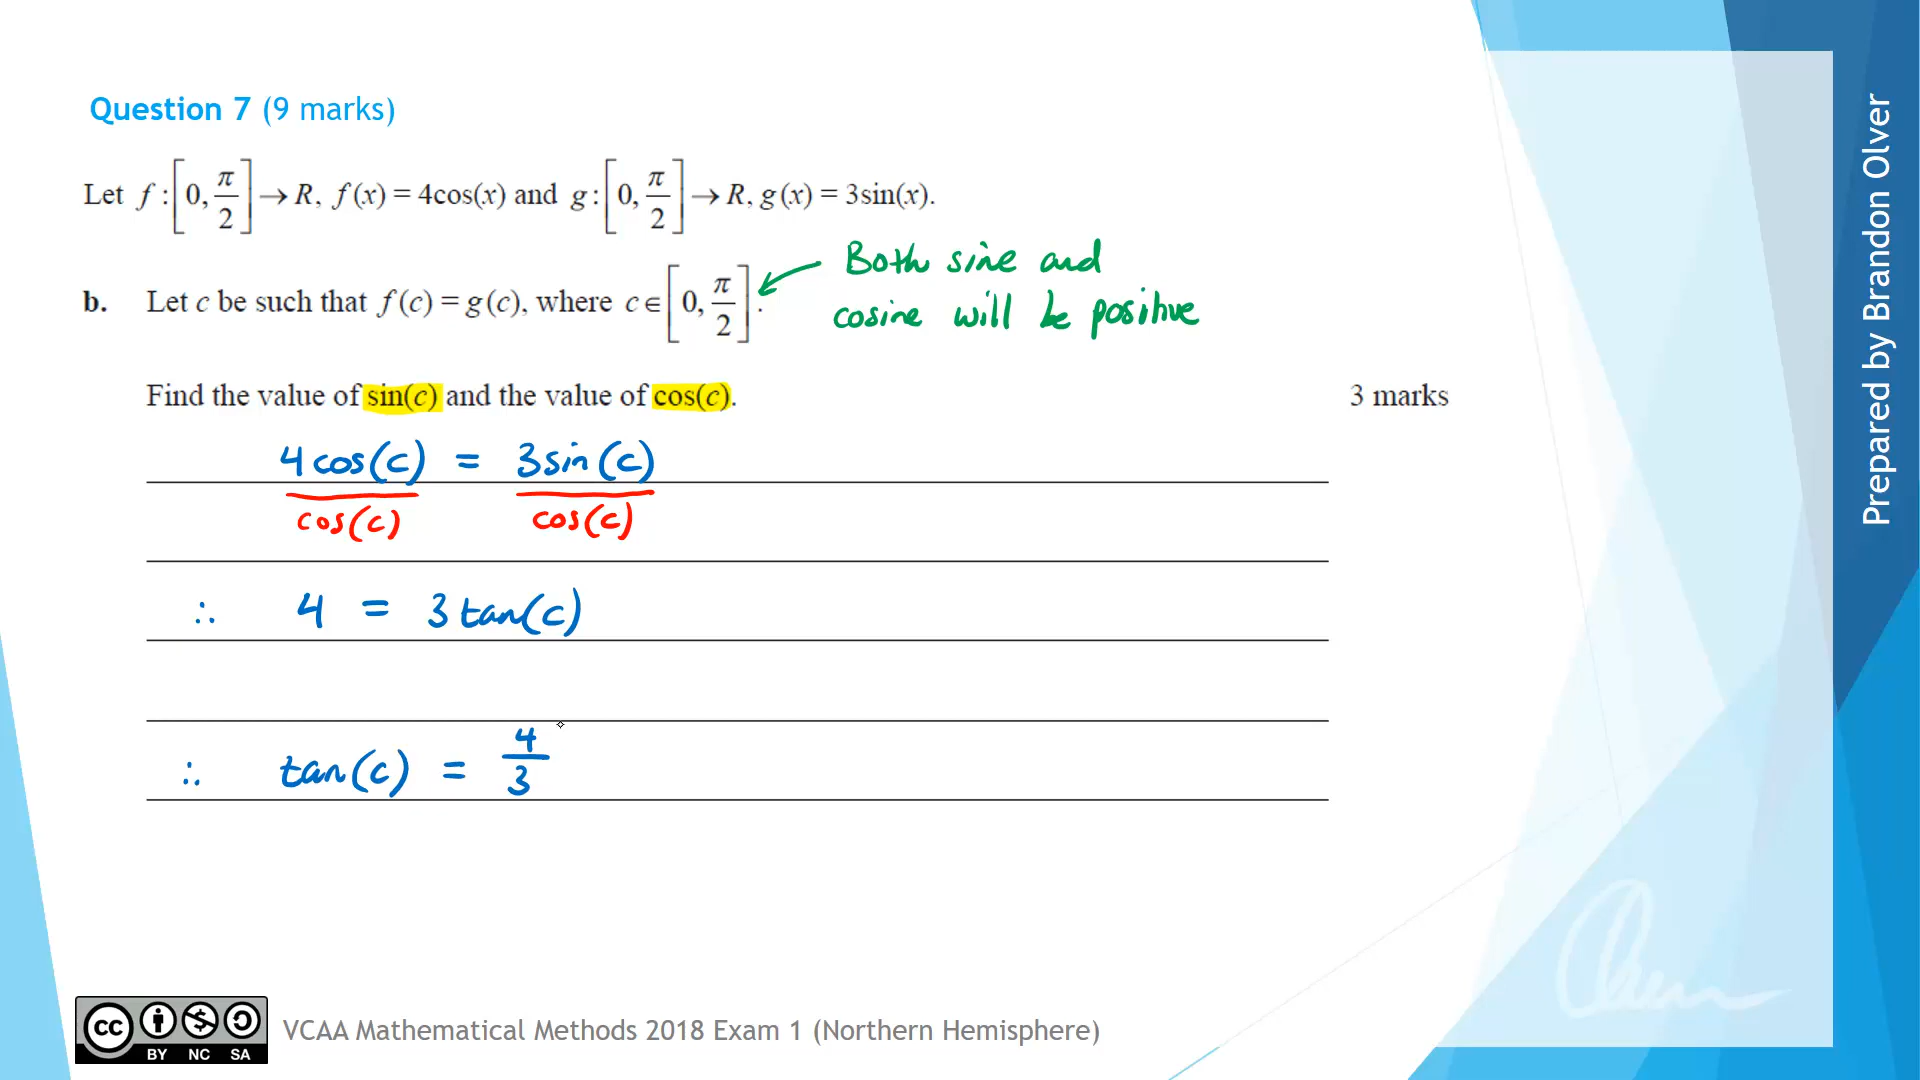 Question 7 (9 marks)
Let f : [0, π/2] → R, f(x) = 4cos(x) and g : [0, π/2] → R, g(x) = 3sin(x).
Both sine and
cosine will be positive
b. Let c be such that f(c) = g(c), where c ∈ [0, π/2].
Find the value of sin(c) and the value of cos(c).
3 marks
4cos(c) = 3sin(c)
cos(c) cos(c)
∴ 4 = 3tan(c)
∴ tan(c) = 4/3
cc BY NC SA
VCAA Mathematical Methods 2018 Exam 1 (Northern Hemisphere)
Prepared by Brandon Olver